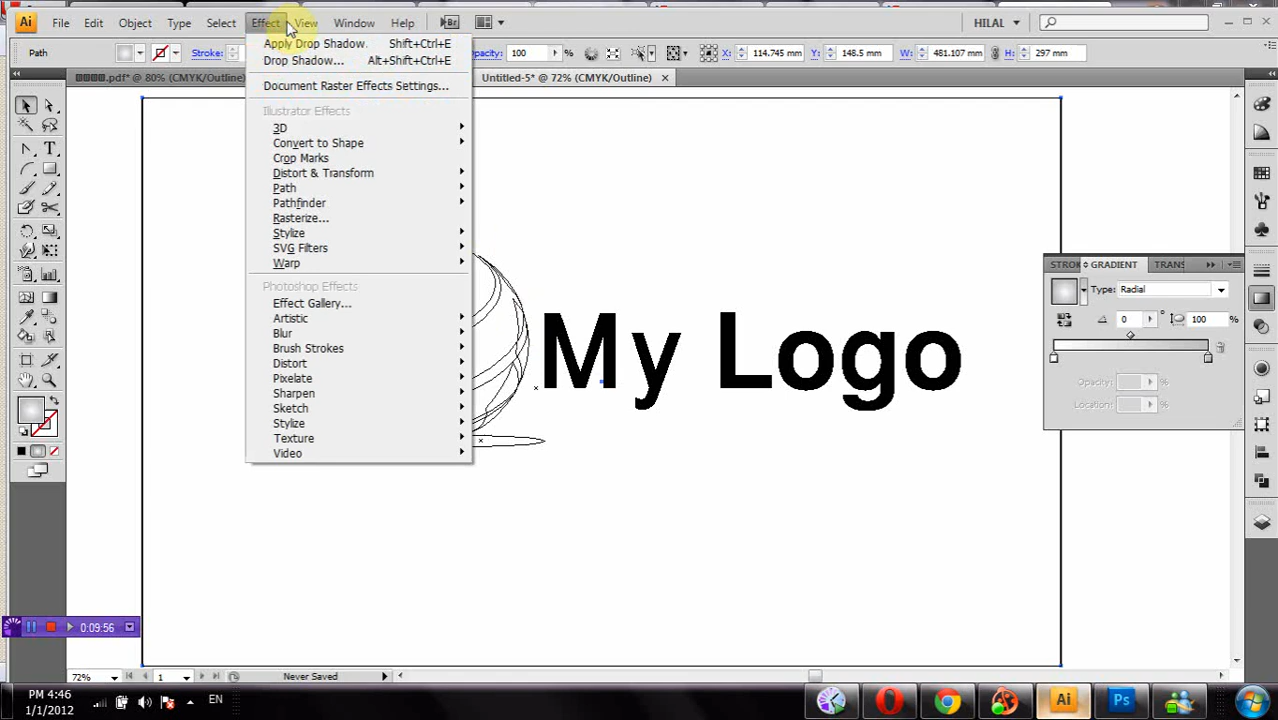 Ai File Edit Object Type Select Effect View Window Help Br HILAL
Path Stroke: Opacity: 100 % X: 114.745 mm Y: 148.5 mm W: 481.107 mm H: 297 mm
.pdf* @ 80% (CMYK/Outline) Untitled-5* @ 72% (CMYK/Outline)
Apply Drop Shadow Shift+Ctrl+E
Drop Shadow... Alt+Shift+Ctrl+E
Document Raster Effects Settings...
Illustrator Effects
3D
Convert to Shape
Crop Marks
Distort & Transform
Path
Pathfinder
Rasterize...
Stylize
SVG Filters
Warp
Photoshop Effects
Effect Gallery...
Artistic
Blur
Brush Strokes
Distort
Pixelate
Sharpen
Sketch
Stylize
Texture
Video
My Logo
STROK GRADIENT TRANS
Type: Radial
0 ° 100 %
Opacity: %
Location: %
0:09:56
72% 1 Never Saved
PM 4:46
1/1/2012
EN
Ai Ps